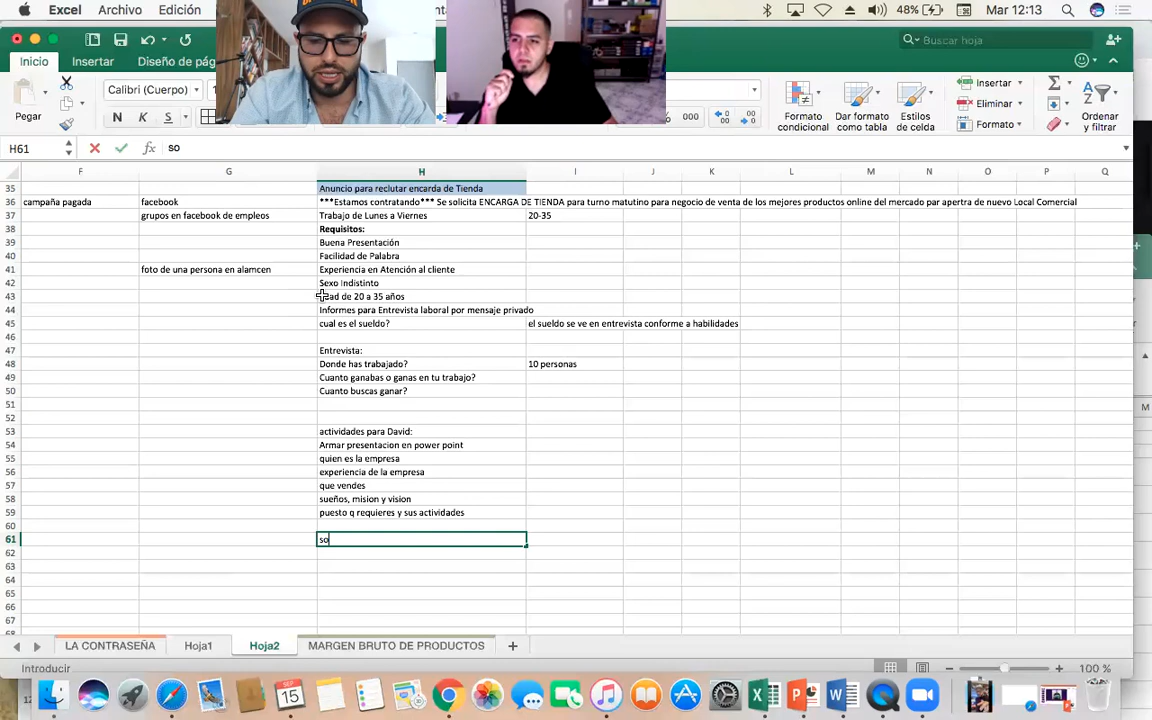 Excel Archivo Edición 48% Mar 12:13
Inicio Insertar Diseño de pág Buscar hoja
Calibri (Cuerpo) 1
Pegar N K S 000 Formato condicional Dar formato como tabla Estilos de celda Insertar Eliminar Formato Ordenar y filtrar
H61 fx so
F G H I J K L M N O P Q
35 Anuncio para reclutar encarda de Tienda
36 campaña pagada facebook ***Estamos contratando*** Se solicita ENCARGA DE TIENDA para turno matutino para negocio de venta de los mejores productos online del mercado par apertra de nuevo Local Comercial
37 grupos en facebook de empleos Trabajo de Lunes a Viernes 20-35
38 Requisitos:
39 Buena Presentación
40 Facilidad de Palabra
41 foto de una persona en alamcen Experiencia en Atención al cliente
42 Sexo Indistinto
43 dad de 20 a 35 años
44 Informes para Entrevista laboral por mensaje privado
45 cual es el sueldo? el sueldo se ve en entrevista conforme a habilidades
46
47 Entrevista:
48 Donde has trabajado? 10 personas
49 Cuanto ganabas o ganas en tu trabajo?
50 Cuanto buscas ganar?
51
52
53 actividades para David:
54 Armar presentacion en power point
55 quien es la empresa
56 experiencia de la empresa
57 que vendes
58 sueños, mision y vision
59 puesto q requieres y sus actividades
60
61 so
62
63
64
65
66
67
68
LA CONTRASEÑA Hoja1 Hoja2 MARGEN BRUTO DE PRODUCTOS +
Introducir 100 %
SEP 15